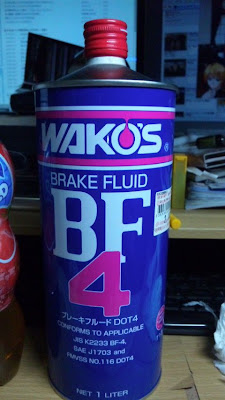 WAKO'S®
BRAKE FLUID
BF
4
ブレーキフルード DOT4
CONFORMS TO APPLICABLE
JIS K2233 BF-4,
SAE J1703 and
FMVSS NO.116 DOT4
NET 1 LITER